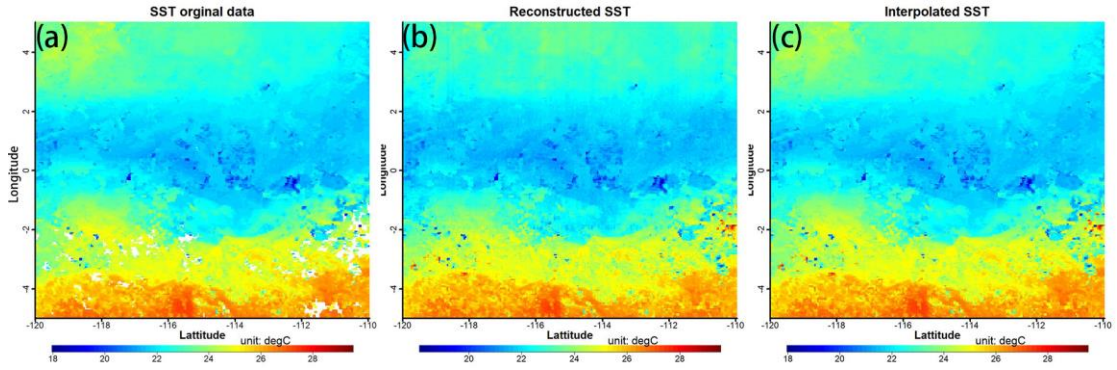 SST orginal data
(a)
Longitude
4
2
0
-2
-4
-120 -118 -116 -114 -112 -110
Lattitude
unit: degC
18 20 22 24 26 28
Reconstructed SST
(b)
Longitude
4
2
0
-2
-4
-120 -118 -116 -114 -112 -110
Lattitude
unit: degC
20 22 24 26 28
Interpolated SST
(c)
Longitude
4
2
0
-2
-4
-120 -118 -116 -114 -112 -110
Lattitude
unit: degC
18 20 22 24 26 28